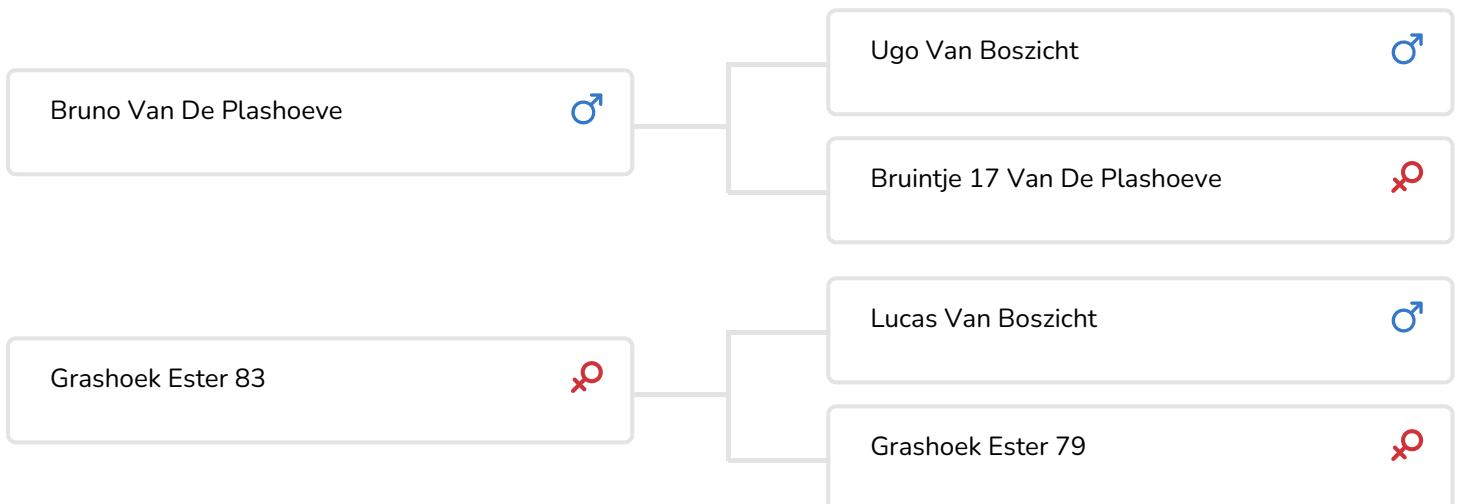 Ugo Van Boszicht
Bruno Van De Plashoeve
Bruintje 17 Van De Plashoeve
Lucas Van Boszicht
Grashoek Ester 83
Grashoek Ester 79